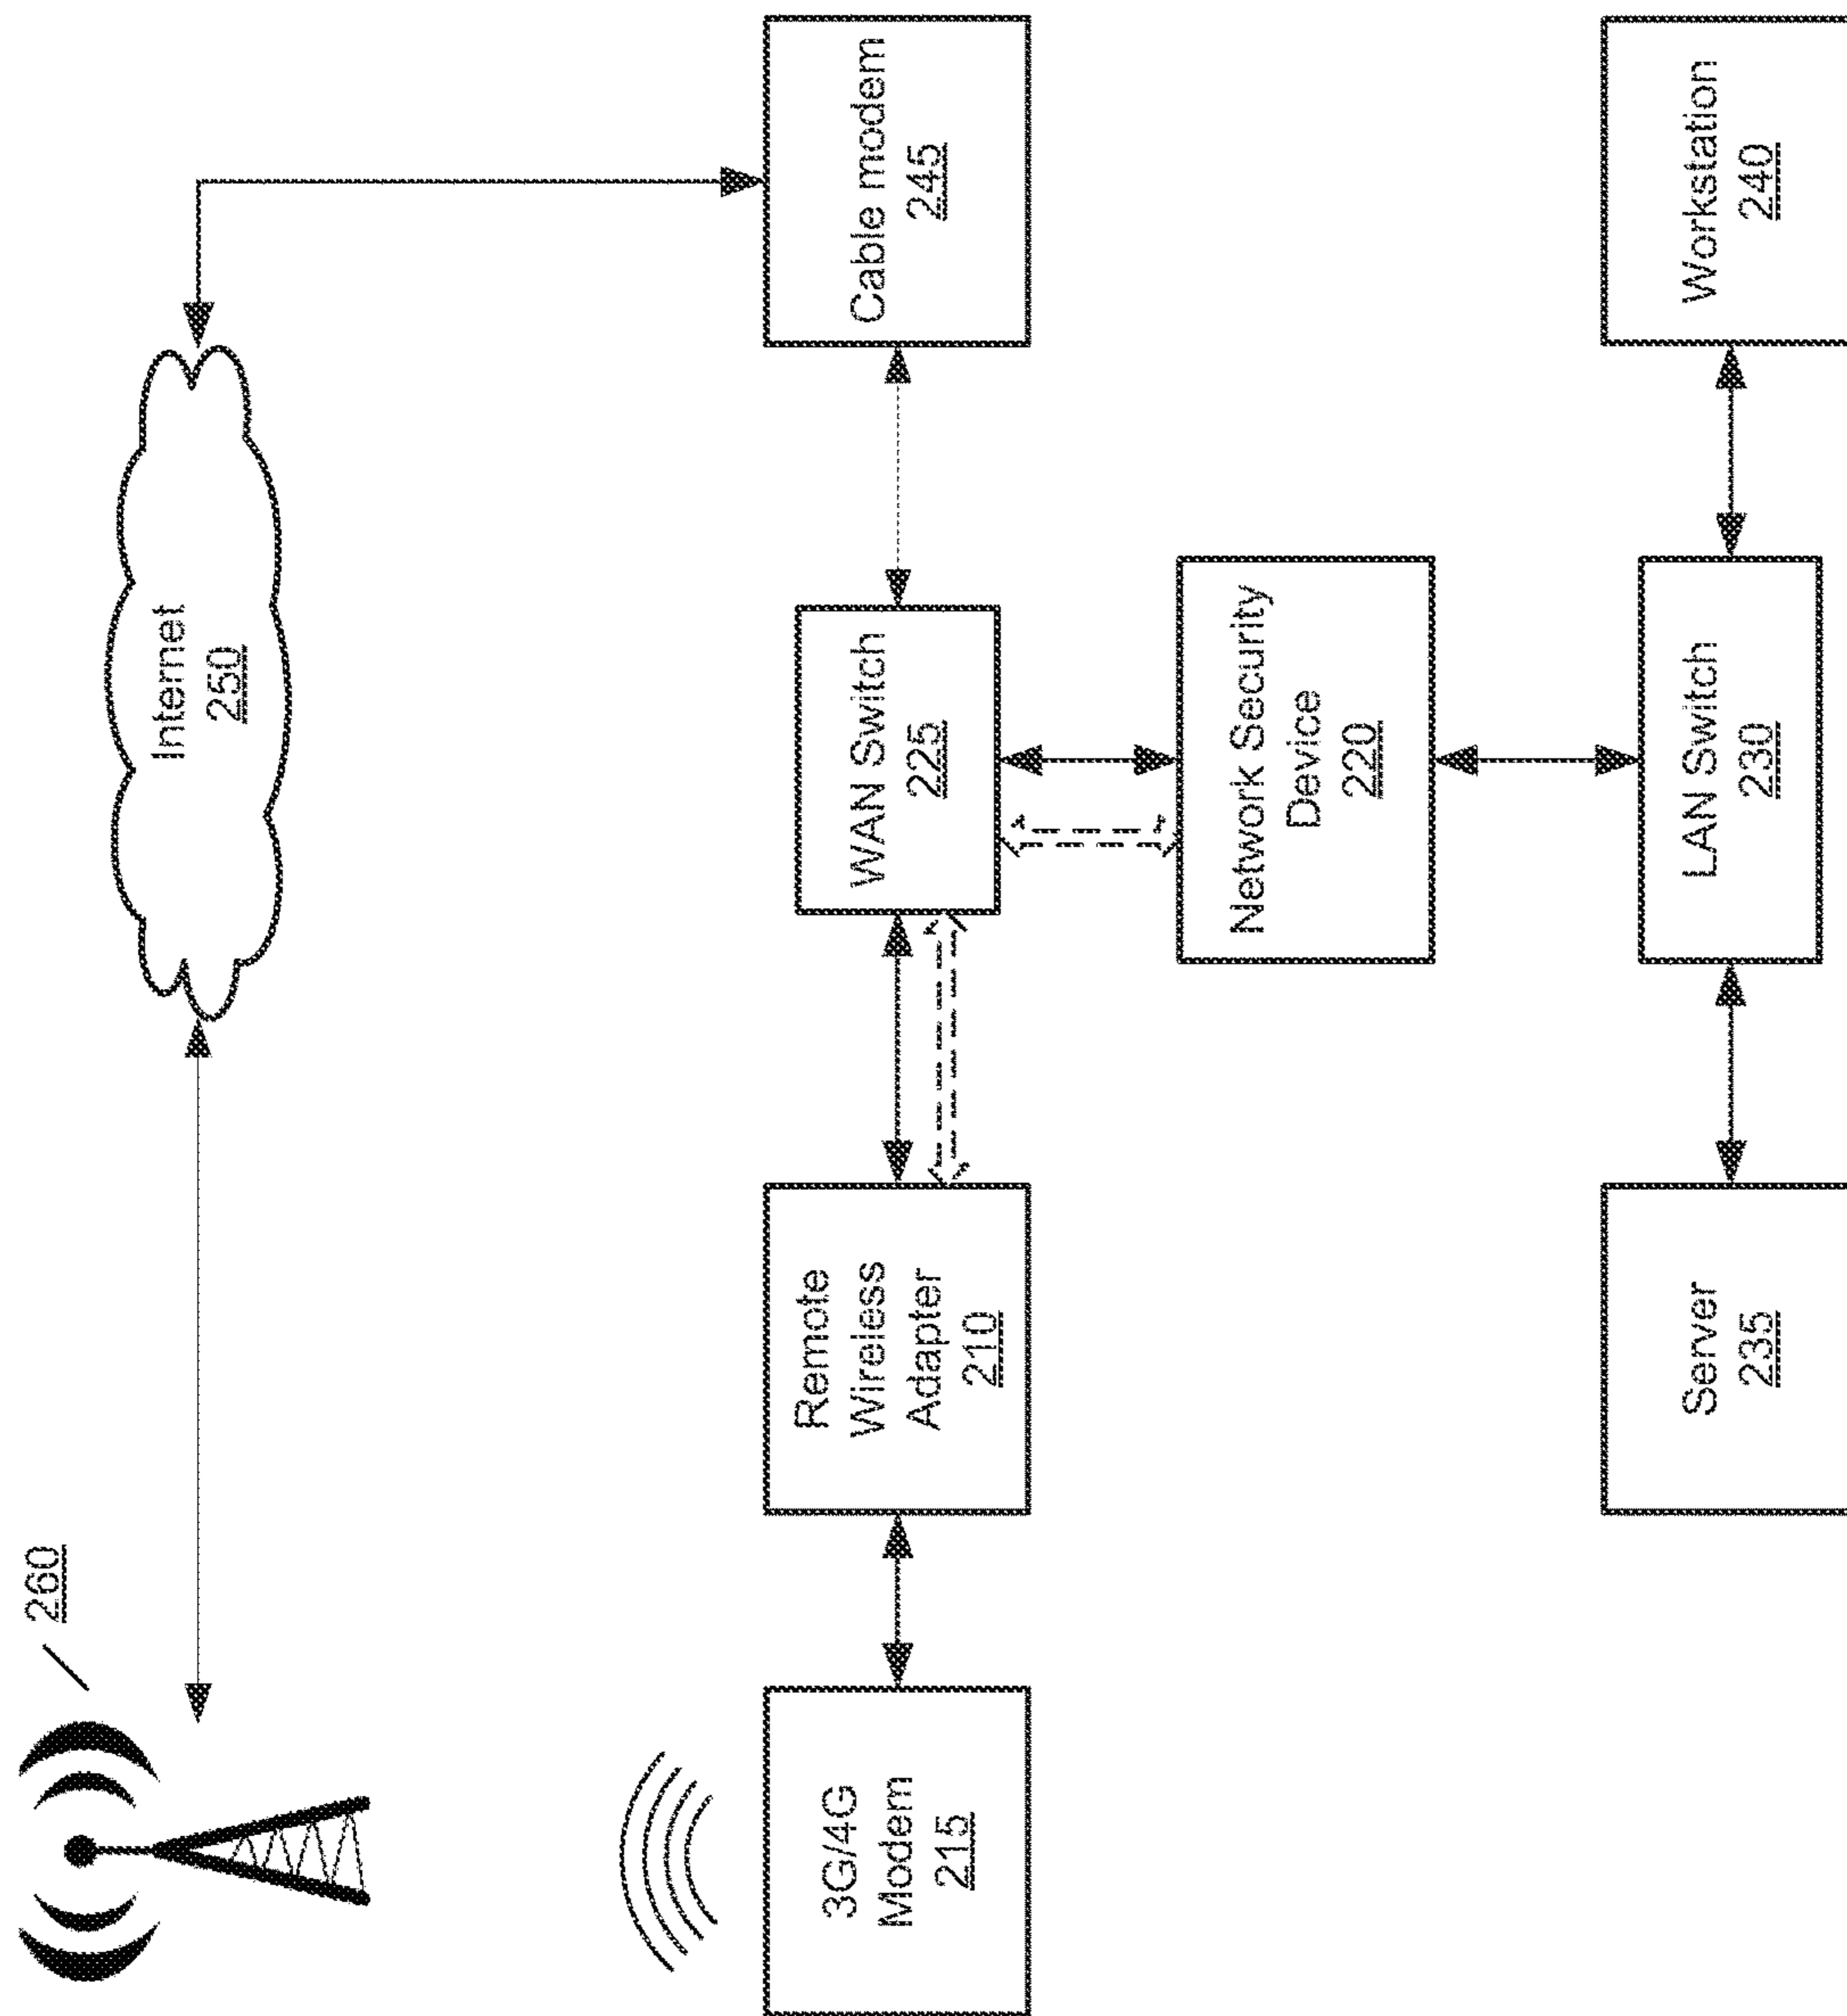 260
Internet
250
3G/4G
Modem
215
Remote
Wireless
Adapter
210
WAN Switch
225
Cable modem
245
Network Security
Device
220
Server
235
LAN Switch
230
Workstation
240